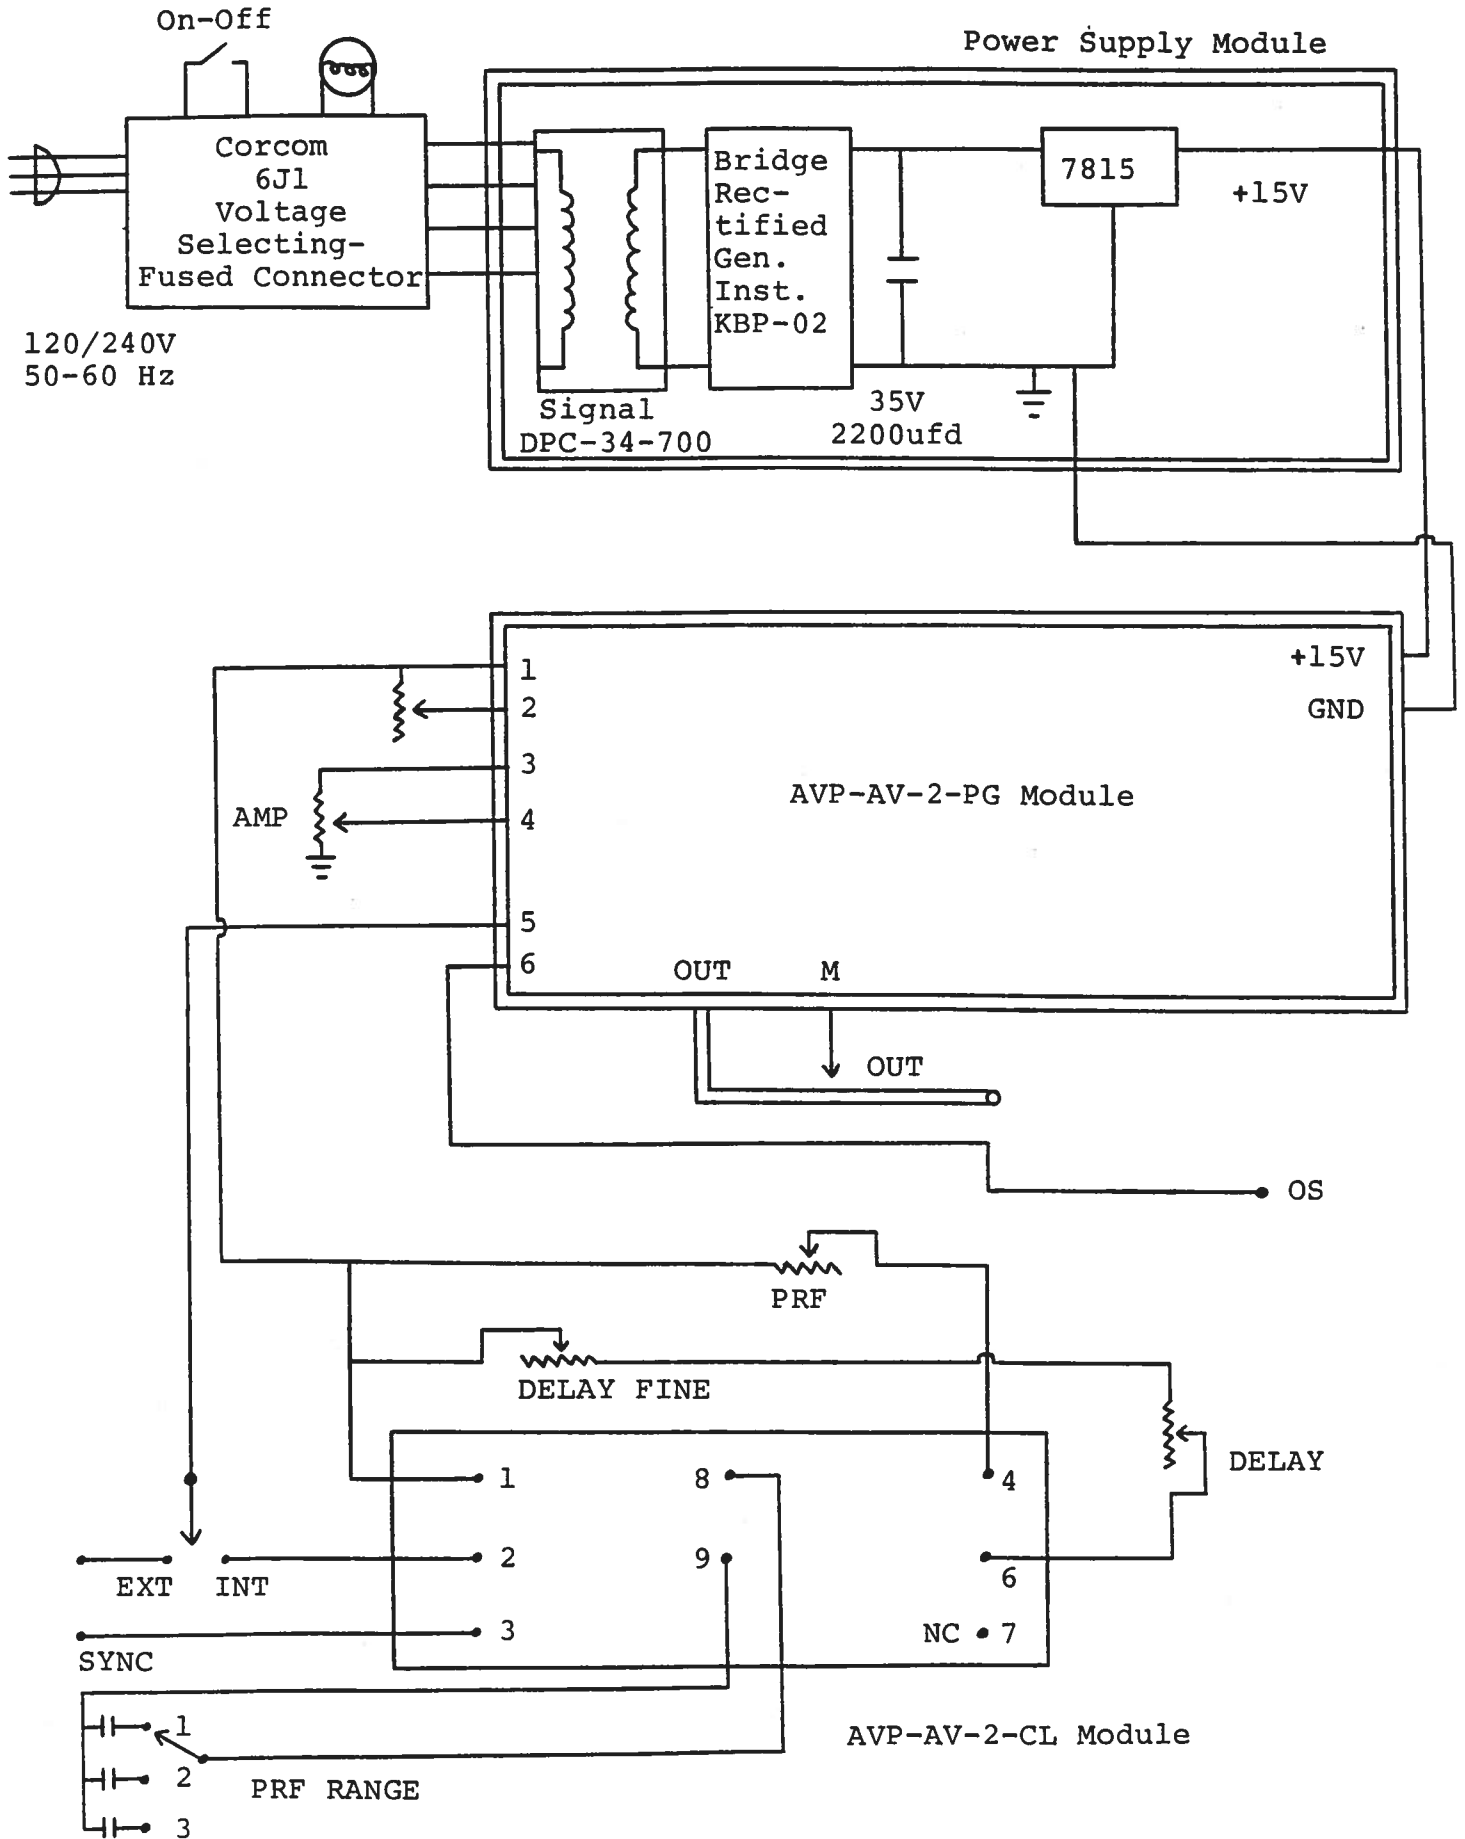 On-Off
Power Supply Module
Corcom
6J1
Voltage
Selecting-
Fused Connector
120/240V
50-60 Hz
Signal
DPC-34-700
Bridge
Rec-
tified
Gen.
Inst.
KBP-02
35V
2200ufd
7815
+15V
1
2
3
4
5
6
AMP
+15V
GND
AVP-AV-2-PG Module
OUT
M
OUT
OS
PRF
DELAY FINE
DELAY
1
2
3
8
9
4
6
NC 7
EXT INT
SYNC
1
2
3
PRF RANGE
AVP-AV-2-CL Module